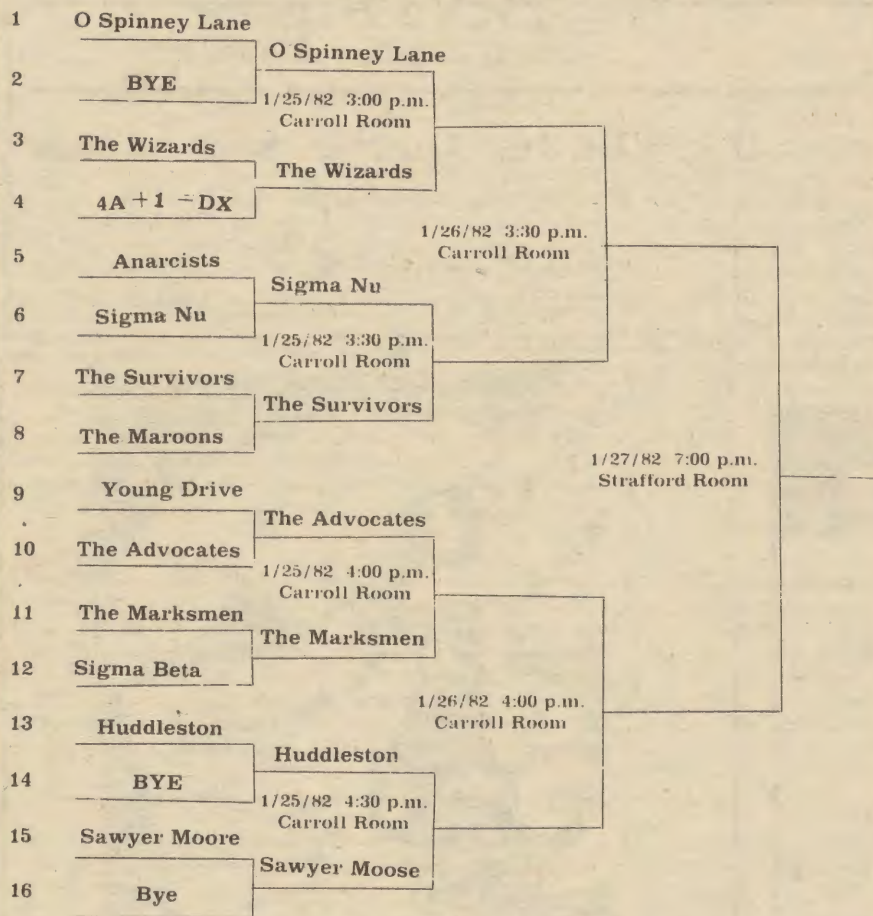 1 O Spinney Lane
O Spinney Lane
2 BYE
1/25/82 3:00 p.m.
Carroll Room
3 The Wizards
The Wizards
4 4A + 1 = DX
1/26/82 3:30 p.m.
Carroll Room
5 Anarcists
Sigma Nu
6 Sigma Nu
1/25/82 3:30 p.m.
Carroll Room
7 The Survivors
The Survivors
8 The Maroons
1/27/82 7:00 p.m.
Strafford Room
9 Young Drive
The Advocates
10 The Advocates
1/25/82 4:00 p.m.
Carroll Room
11 The Marksmen
The Marksmen
12 Sigma Beta
1/26/82 4:00 p.m.
Carroll Room
13 Huddleston
Huddleston
14 BYE
1/25/82 4:30 p.m.
Carroll Room
15 Sawyer Moore
Sawyer Moose
16 Bye